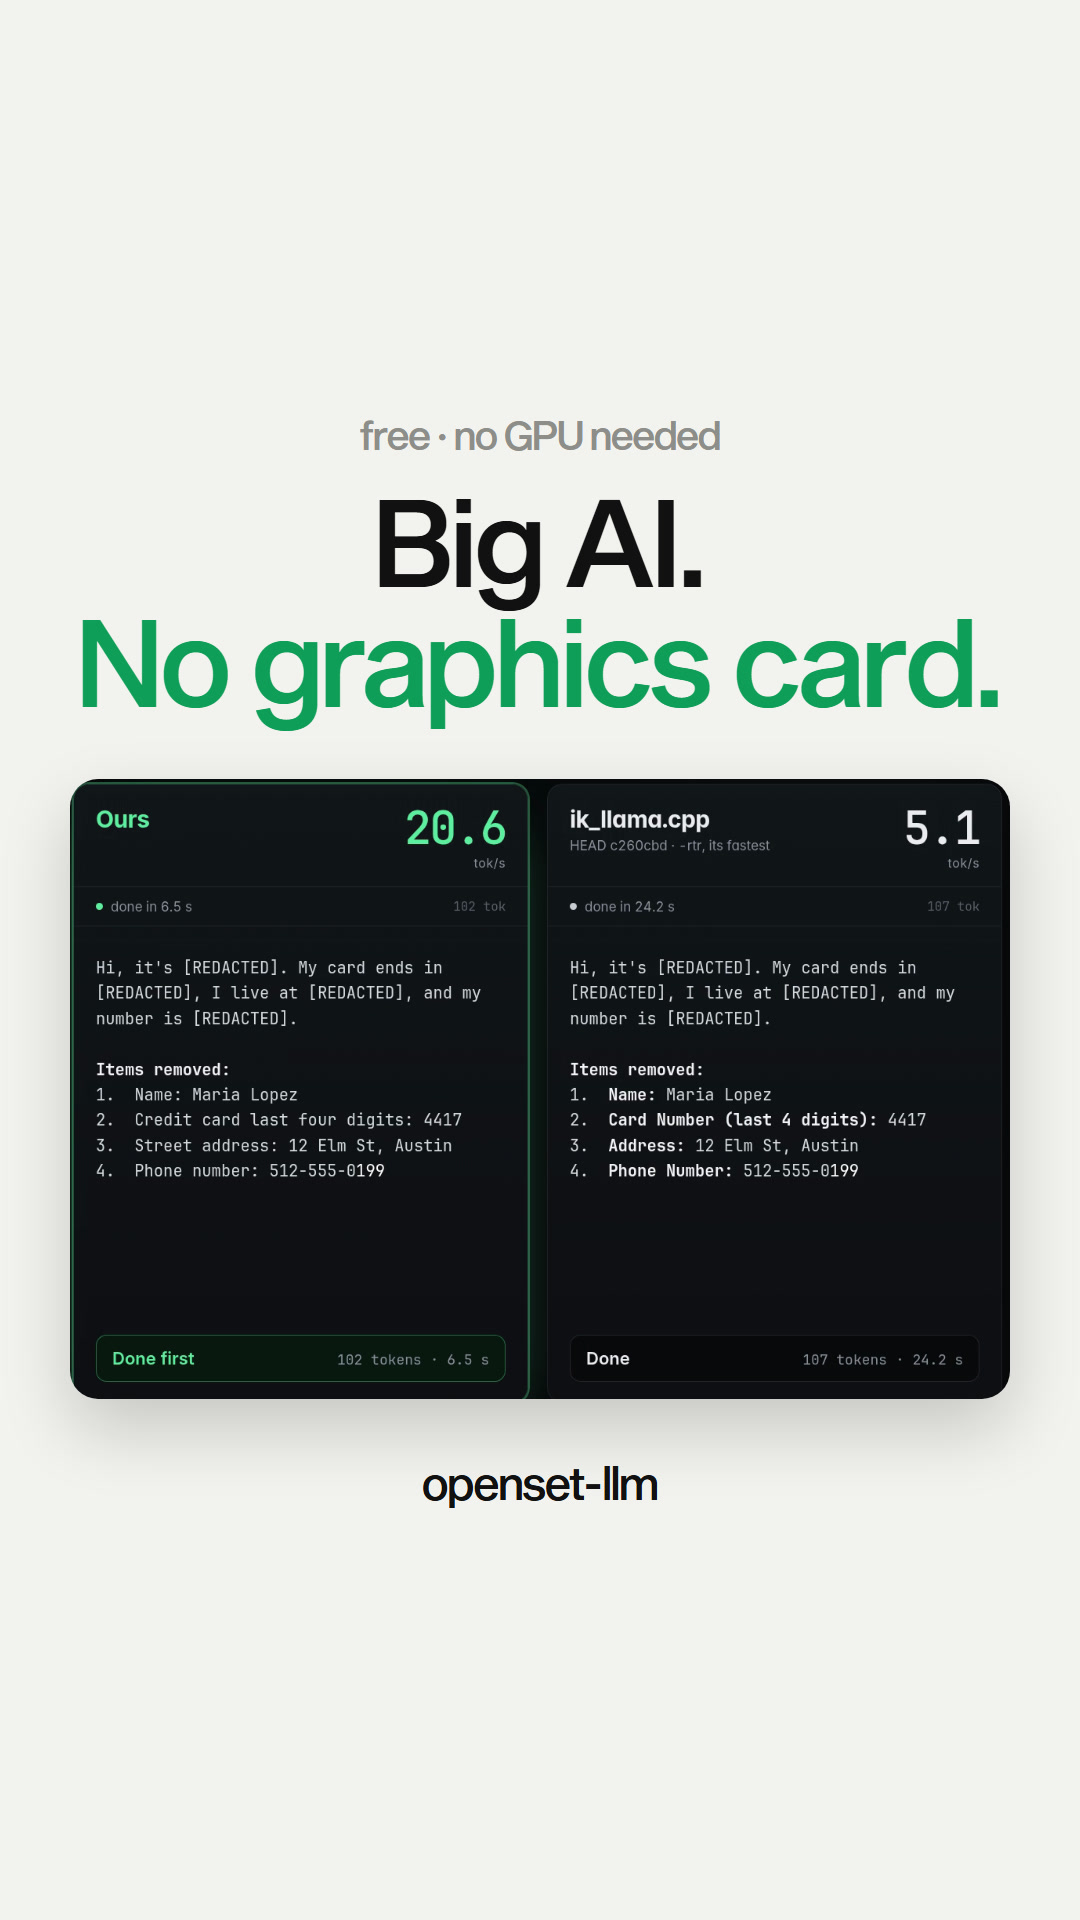 free · no GPU needed
Big AI.
No graphics card.
Ours
20.6
tok/s
done in 6.5 s
102 tok
Hi, it's [REDACTED]. My card ends in
[REDACTED], I live at [REDACTED], and my
number is [REDACTED].
Items removed:
1. Name: Maria Lopez
2. Credit card last four digits: 4417
3. Street address: 12 Elm St, Austin
4. Phone number: 512-555-0199
Done first
102 tokens · 6.5 s
ik_llama.cpp
5.1
HEAD c260cbd · -rtr, its fastest
tok/s
done in 24.2 s
107 tok
Hi, it's [REDACTED]. My card ends in
[REDACTED], I live at [REDACTED], and my
number is [REDACTED].
Items removed:
1. Name: Maria Lopez
2. Card Number (last 4 digits): 4417
3. Address: 12 Elm St, Austin
4. Phone Number: 512-555-0199
Done
107 tokens · 24.2 s
openset-llm